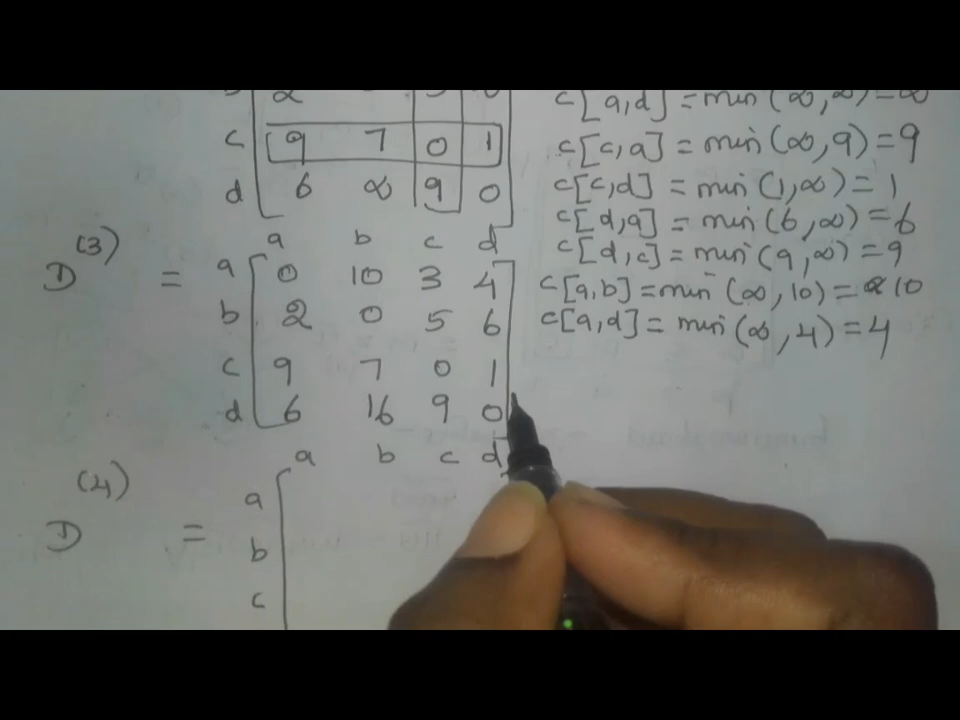 b 2 5
c[a,d] = min(∞,∞) = ∞
c 9 7 0 1
c[c,a] = min(∞,9) = 9
d 6 ∞ 9 0
c[c,d] = min(1,∞) = 1
c[d,a] = min(6,∞) = 6
a b c d
c[d,c] = min(9,∞) = 9
D(3) = a 0 10 3 4
c[a,b] = min(∞,10) = 10
b 2 0 5 6
c[a,d] = min(∞,4) = 4
c 9 7 0 1
d 6 16 9 0
a b c d
D(4) = a
b
c